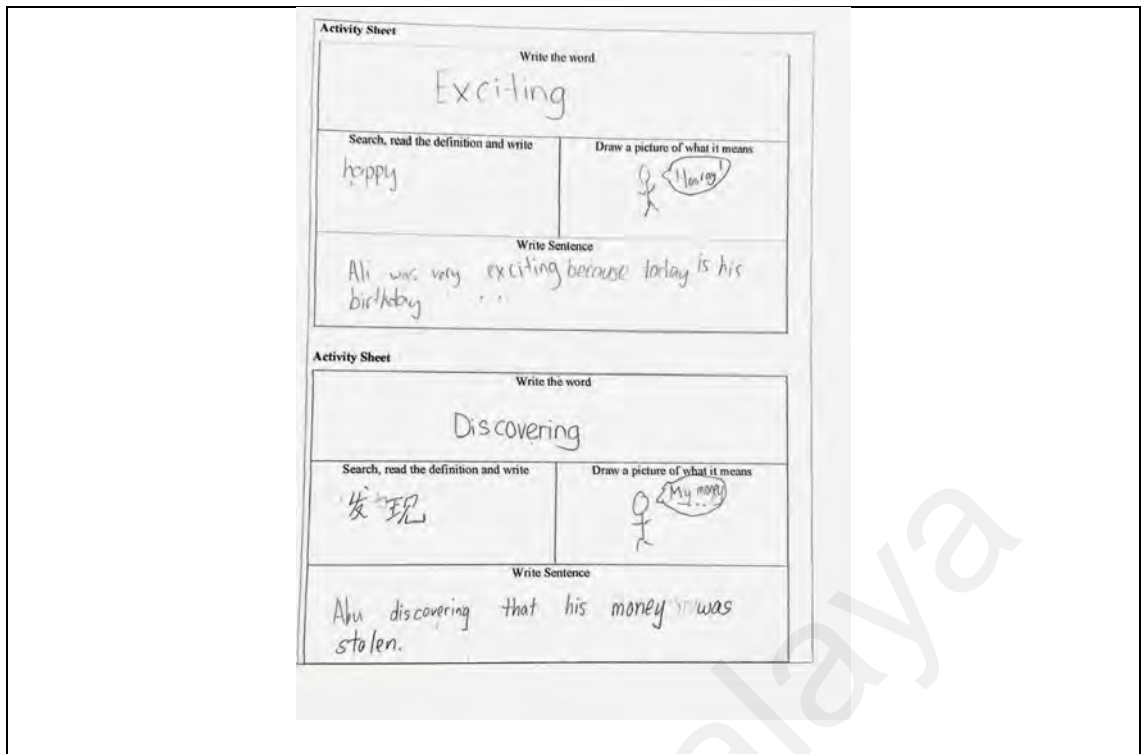 Activity Sheet
Write the word
Exciting
Search, read the definition and write
happy
Draw a picture of what it means
Hooray!
Write Sentence
Ali was very exciting because today is his
birthday ...
Activity Sheet
Write the word
Discovering
Search, read the definition and write
发现
Draw a picture of what it means
My money
...
Write Sentence
Abu discovering that his money was
stolen.
alaya